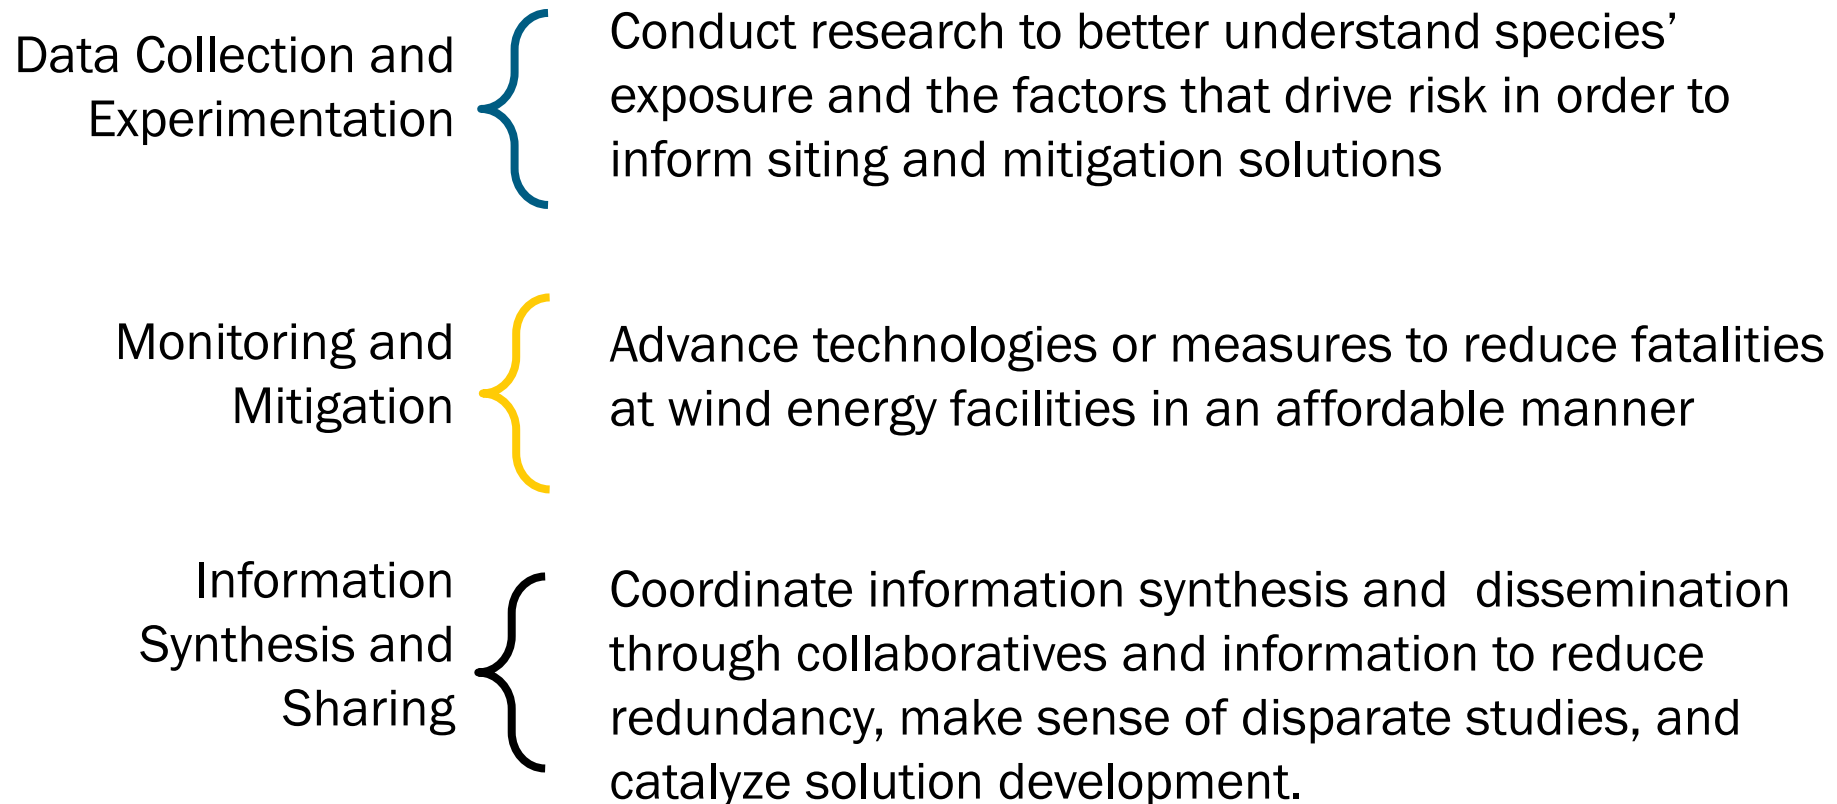 Data Collection and
Experimentation
Conduct research to better understand species’
exposure and the factors that drive risk in order to
inform siting and mitigation solutions
Monitoring and
Mitigation
Advance technologies or measures to reduce fatalities
at wind energy facilities in an affordable manner
Information
Synthesis and
Sharing
Coordinate information synthesis and  dissemination
through collaboratives and information to reduce
redundancy, make sense of disparate studies, and
catalyze solution development.